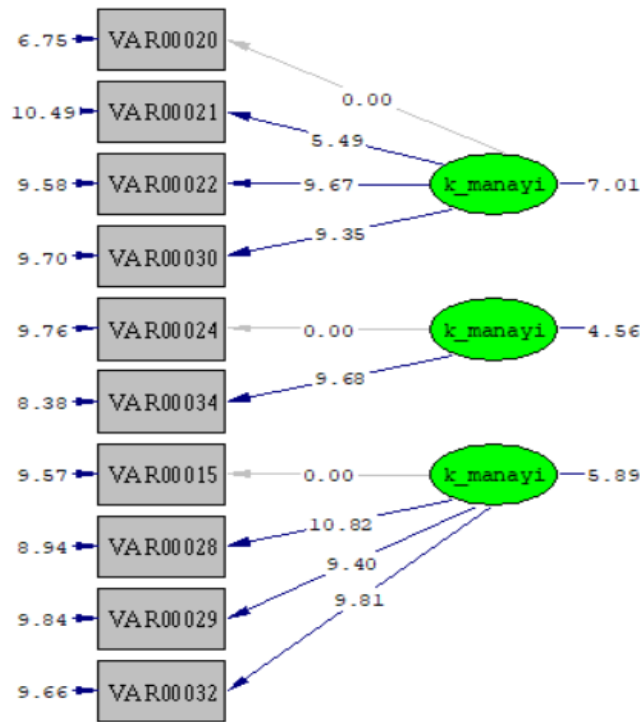 6.75 VAR00020
0.00
10.49 VAR00021
5.49
9.58 VAR00022 9.67 k_manayi 7.01
9.35
9.70 VAR00030
9.76 VAR00024 0.00 k_manayi 4.56
9.68
8.38 VAR00034
9.57 VAR00015 0.00 k_manayi 5.89
10.82
8.94 VAR00028
9.40
9.81
9.84 VAR00029
9.66 VAR00032